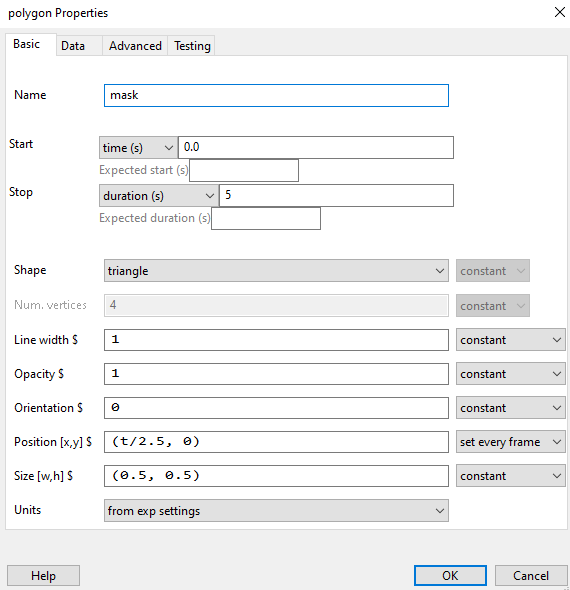 polygon Properties
Basic Data Advanced Testing
Name mask
Start time (s) 0.0
Expected start (s)
Stop duration (s) 5
Expected duration (s)
Shape triangle constant
Num. vertices 4 constant
Line width $ 1 constant
Opacity $ 1 constant
Orientation $ 0 constant
Position [x,y] $ (t/2.5, 0) set every frame
Size [w,h] $ (0.5, 0.5) constant
Units from exp settings
Help OK Cancel